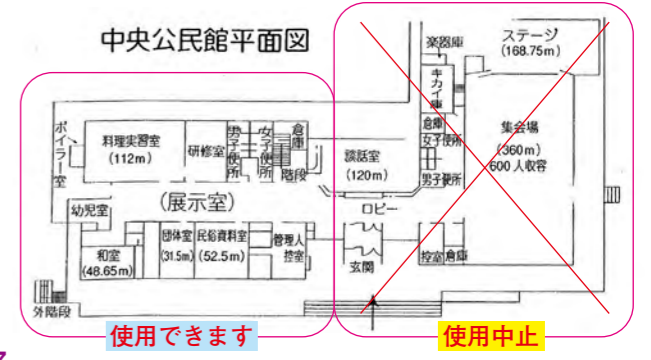 中央公民館平面図
ステージ
(168.75m)
楽器庫
キカイ庫
倉庫
女子便所
男子便所
集会場
(360m)
600人収容
ボイラー室
料理実習室
(112m)
研修室
男子便所
女子便所
倉庫
階段
談話室
(120m)
幼児室
(展示室)
ロビー
和室
(48.65m)
団体室
(31.5m)
民俗資料室
(52.5m)
管理人
控室
玄関
控室
倉庫
外階段
使用できます
使用中止